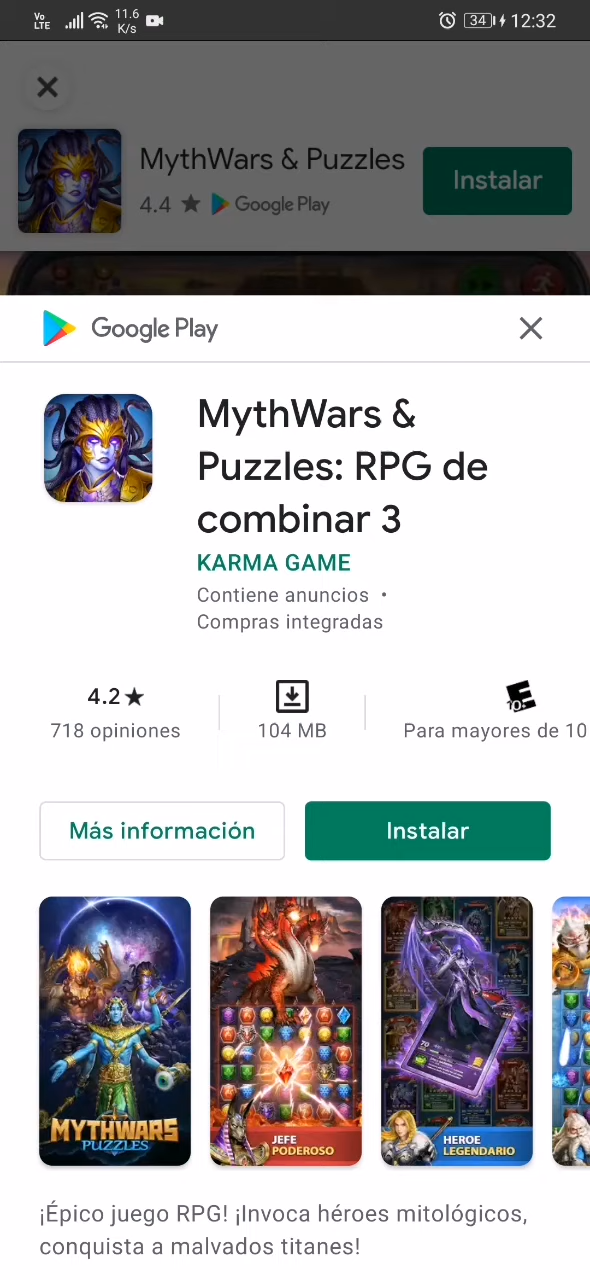 Vo LTE 11.6 K/s 34 12:32
MythWars & Puzzles
4.4 ★ Google Play
Instalar
Google Play
MythWars &
Puzzles: RPG de
combinar 3
KARMA GAME
Contiene anuncios •
Compras integradas
4.2★
718 opiniones
104 MB
E 10+
Para mayores de 10
Más información
Instalar
MYTHWARS
PUZZLES
JEFE
PODEROSO
70
HEROE
LEGENDARIO
¡Épico juego RPG! ¡Invoca héroes mitológicos,
conquista a malvados titanes!